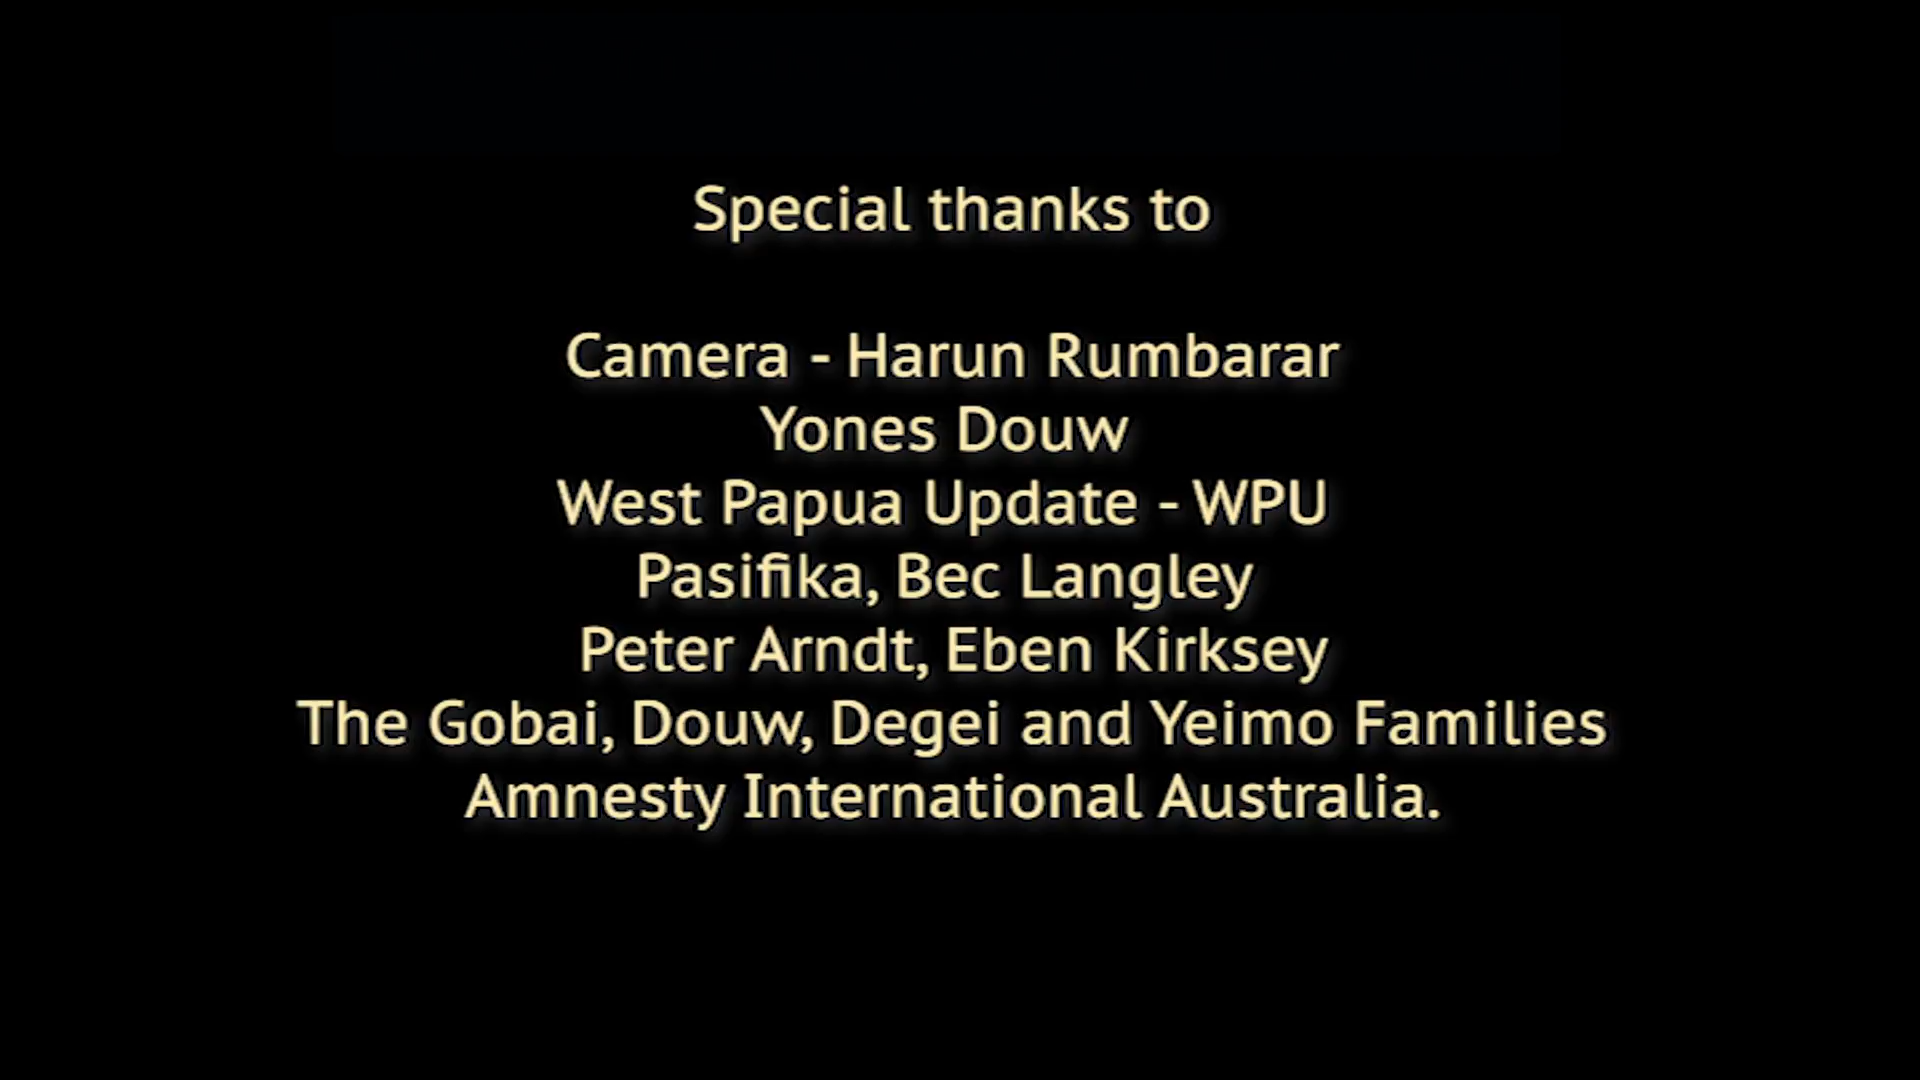 Special thanks to
Camera - Harun Rumbarar
Yones Douw
West Papua Update - WPU
Pasifika, Bec Langley
Peter Arndt, Eben Kirksey
The Gobai, Douw, Degei and Yeimo Families
Amnesty International Australia.